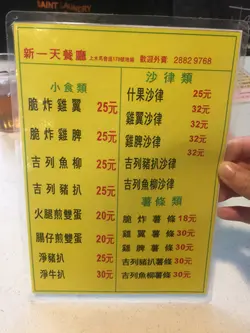 新一天餐廳 歡迎外賣: 2882 9768
小食類
脆炸雞翼 25元
脆炸雞髀 25元
吉列魚柳 25元
吉列豬扒 25元
火腿煎雙蛋 20元
腸仔煎雙蛋 20元
淨豬扒 25元
淨牛扒 30元
沙律類
什果沙律 25元
雞翼沙律 32元
雞髀沙律 32元
吉列豬扒沙律 32元
吉列魚柳沙律 32元
薯條類
脆炸薯條 18元
雞翼薯條 30元
雞髀薯條 30元
吉列豬扒薯條 30元
吉列魚柳薯條 30元